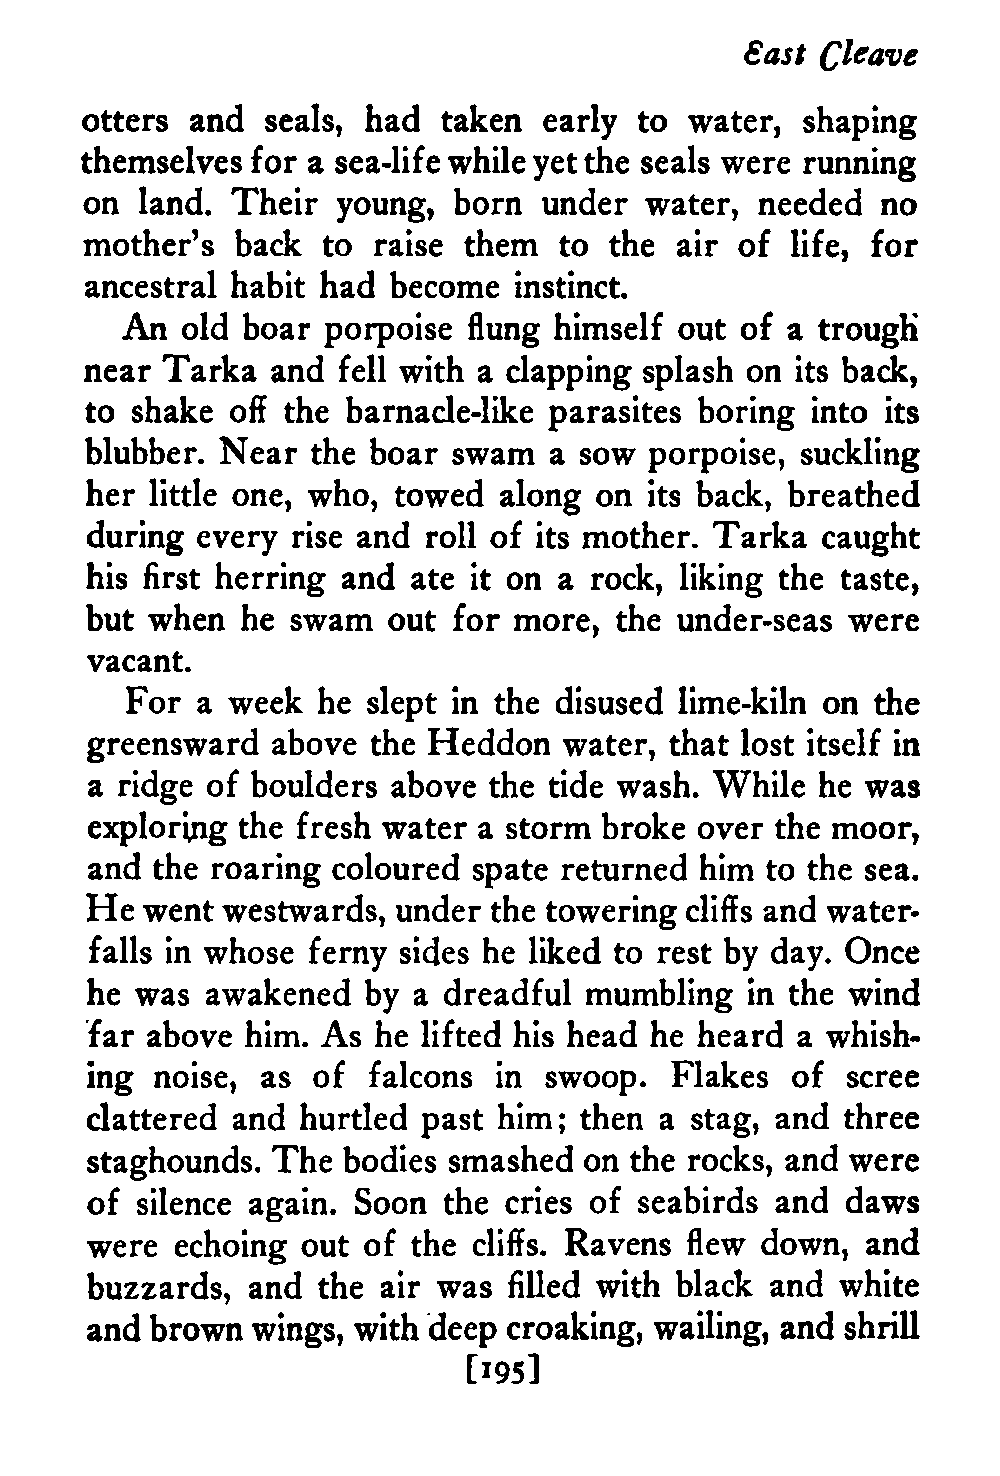 East Cleave
otters and seals, had taken early to water, shaping
themselves for a sea-life while yet the seals were running
on land. Their young, born under water, needed no
mother's back to raise them to the air of life, for
ancestral habit had become instinct.
An old boar porpoise flung himself out of a trough
near Tarka and fell with a clapping splash on its back,
to shake off the barnacle-like parasites boring into its
blubber. Near the boar swam a sow porpoise, suckling
her little one, who, towed along on its back, breathed
during every rise and roll of its mother. Tarka caught
his first herring and ate it on a rock, liking the taste,
but when he swam out for more, the under-seas were
vacant.
For a week he slept in the disused lime-kiln on the
greensward above the Heddon water, that lost itself in
a ridge of boulders above the tide wash. While he was
exploring the fresh water a storm broke over the moor,
and the roaring coloured spate returned him to the sea.
He went westwards, under the towering cliffs and water-
falls in whose ferny sides he liked to rest by day. Once
he was awakened by a dreadful mumbling in the wind
far above him. As he lifted his head he heard a whish-
ing noise, as of falcons in swoop. Flakes of scree
clattered and hurtled past him; then a stag, and three
staghounds. The bodies smashed on the rocks, and were
of silence again. Soon the cries of seabirds and daws
were echoing out of the cliffs. Ravens flew down, and
buzzards, and the air was filled with black and white
and brown wings, with deep croaking, wailing, and shrill
[195]